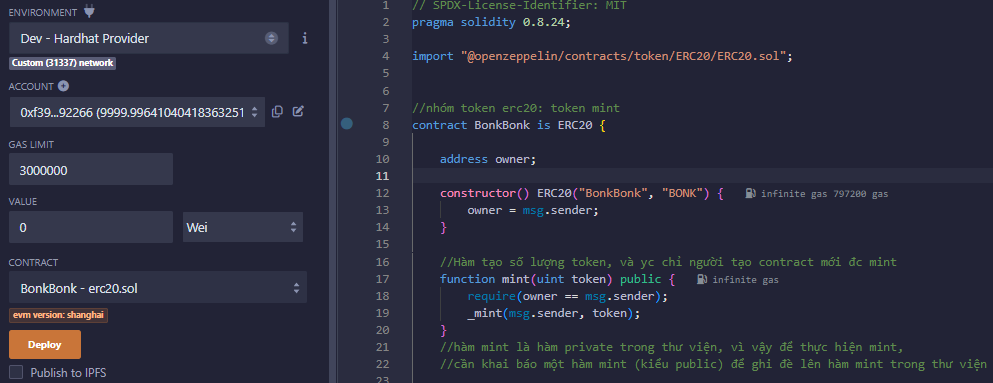 ENVIRONMENT
Dev - Hardhat Provider
i
Custom (31337) network
ACCOUNT
0xf39...92266 (9999.99641040418363251
GAS LIMIT
3000000
VALUE
0
Wei
CONTRACT
BonkBonk - erc20.sol
evm version: shanghai
Deploy
Publish to IPFS
1 // SPDX-License-Identifier: MIT
2 pragma solidity 0.8.24;
3
4 import "@openzeppelin/contracts/token/ERC20/ERC20.sol";
5
6
7 //nhóm token erc20: token mint
8 contract BonkBonk is ERC20 {
9
10 address owner;
11
12 constructor() ERC20("BonkBonk", "BONK") { infinite gas 797200 gas
13 owner = msg.sender;
14 }
15
16 //Hàm tạo số lượng token, và yc chỉ người tạo contract mới đc mint
17 function mint(uint token) public { infinite gas
18 require(owner == msg.sender);
19 _mint(msg.sender, token);
20 }
21 //hàm mint là hàm private trong thư viện, vì vậy để thực hiện mint,
22 //cần khai báo một hàm mint (kiểu public) để ghi đè lên hàm mint trong thư viện
23